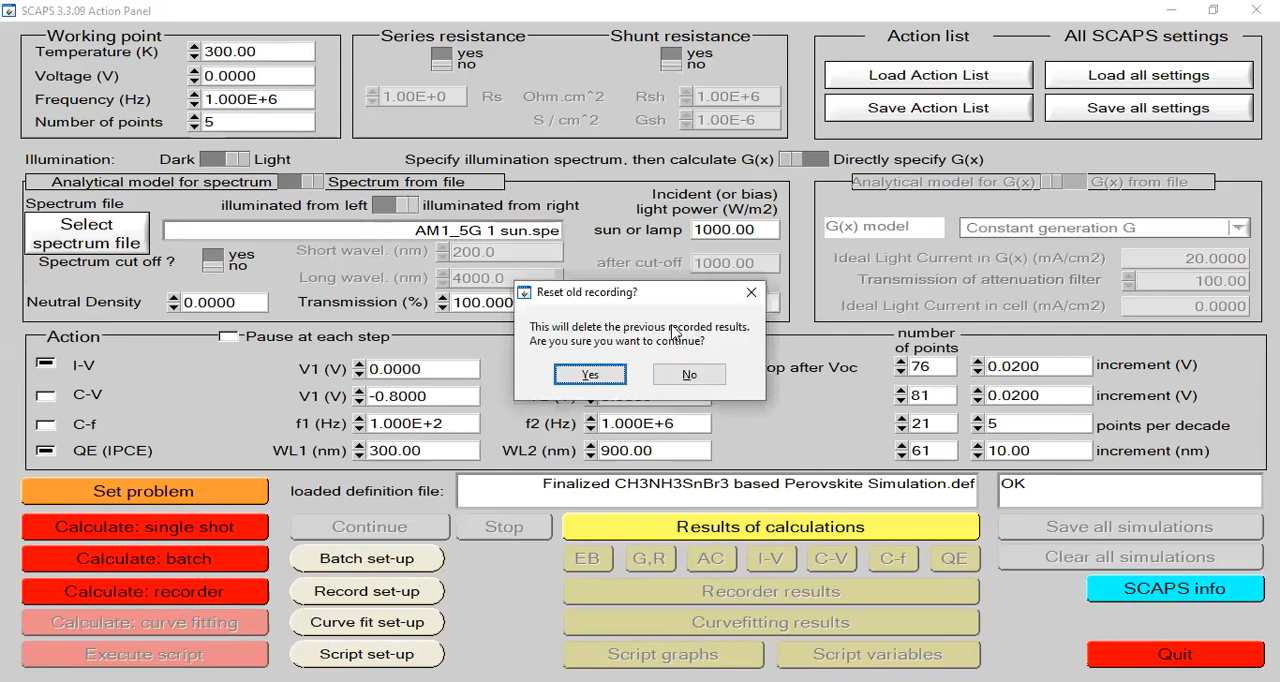 SCAPS 3.3.09 Action Panel
Working point
Temperature (K) 300.00
Voltage (V) 0.0000
Frequency (Hz) 1.000E+6
Number of points 5
Series resistance
yes
no
Shunt resistance
yes
no
1.00E+0 Rs Ohm.cm^2 Rsh 1.00E+6
S / cm^2 Gsh 1.00E-6
Action list
All SCAPS settings
Load Action List
Load all settings
Save Action List
Save all settings
Illumination: Dark Light
Specify illumination spectrum, then calculate G(x) Directly specify G(x)
Analytical model for spectrum Spectrum from file
Spectrum file
Select
spectrum file
illuminated from left illuminated from right
AM1_5G 1 sun.spe
Incident (or bias)
light power (W/m2)
sun or lamp 1000.00
Spectrum cut off ? yes
no
Short wavel. (nm) 200.0
Long wavel. (nm) 4000.0
after cut-off 1000.00
Neutral Density 0.0000
Transmission (%) 100.000
Analytical model for G(x) G(x) from file
G(x) model Constant generation G
Ideal Light Current in G(x) (mA/cm2) 20.0000
Transmission of attenuation filter 100.00
Ideal Light Current in cell (mA/cm2) 0.0000
Reset old recording?
This will delete the previous recorded results.
Are you sure you want to continue?
Yes
No
Action
Pause at each step
number
of points
I-V V1 (V) 0.0000 op after Voc 76 0.0200 increment (V)
C-V V1 (V) -0.8000 81 0.0200 increment (V)
C-f f1 (Hz) 1.000E+2 f2 (Hz) 1.000E+6 21 5 points per decade
QE (IPCE) WL1 (nm) 300.00 WL2 (nm) 900.00 61 10.00 increment (nm)
Set problem
loaded definition file: Finalized CH3NH3SnBr3 based Perovskite Simulation.def OK
Calculate: single shot
Continue
Stop
Results of calculations
Save all simulations
Calculate: batch
Batch set-up
EB G,R AC I-V C-V C-f QE
Clear all simulations
Calculate: recorder
Record set-up
Recorder results
SCAPS info
Calculate: curve fitting
Curve fit set-up
Curvefitting results
Execute script
Script set-up
Script graphs
Script variables
Quit